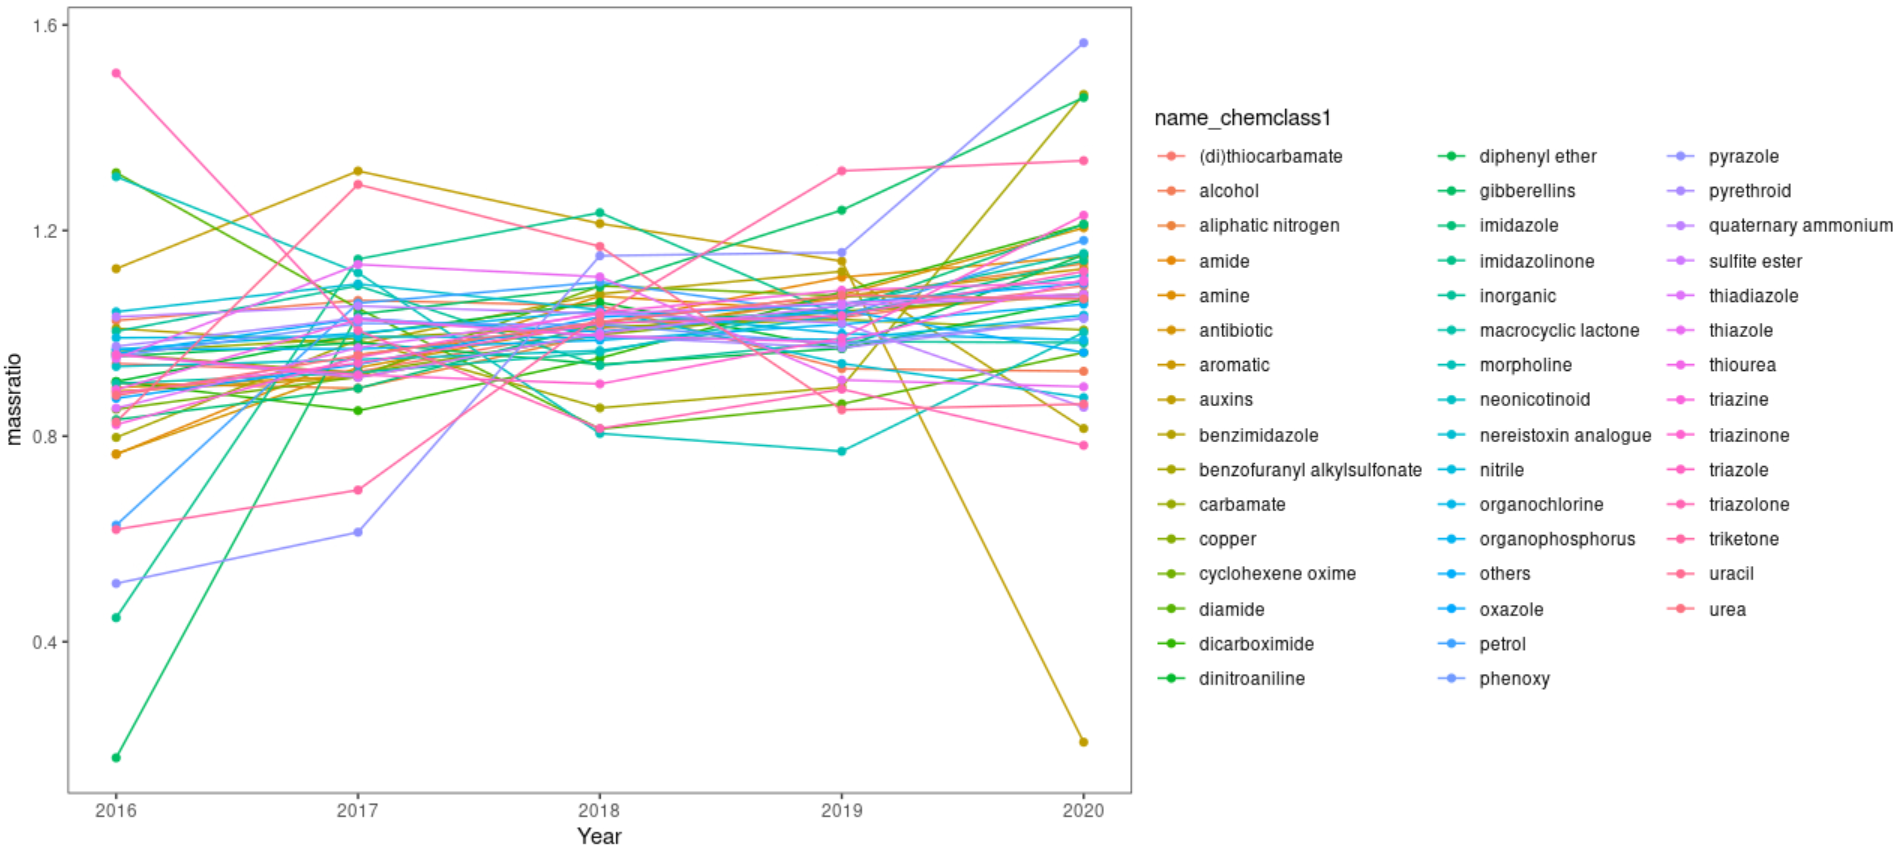 1.6
1.2
0.8
0.4
massratio
2016 2017 2018 2019 2020
Year
name_chemclass1
(di)thiocarbamate
alcohol
aliphatic nitrogen
amide
amine
antibiotic
aromatic
auxins
benzimidazole
benzofuranyl alkylsulfonate
carbamate
copper
cyclohexene oxime
diamide
dicarboximide
dinitroaniline
diphenyl ether
gibberellins
imidazole
imidazolinone
inorganic
macrocyclic lactone
morpholine
neonicotinoid
nereistoxin analogue
nitrile
organochlorine
organophosphorus
others
oxazole
petrol
phenoxy
pyrazole
pyrethroid
quaternary ammonium
sulfite ester
thiadiazole
thiazole
thiourea
triazine
triazinone
triazole
triazolone
triketone
uracil
urea